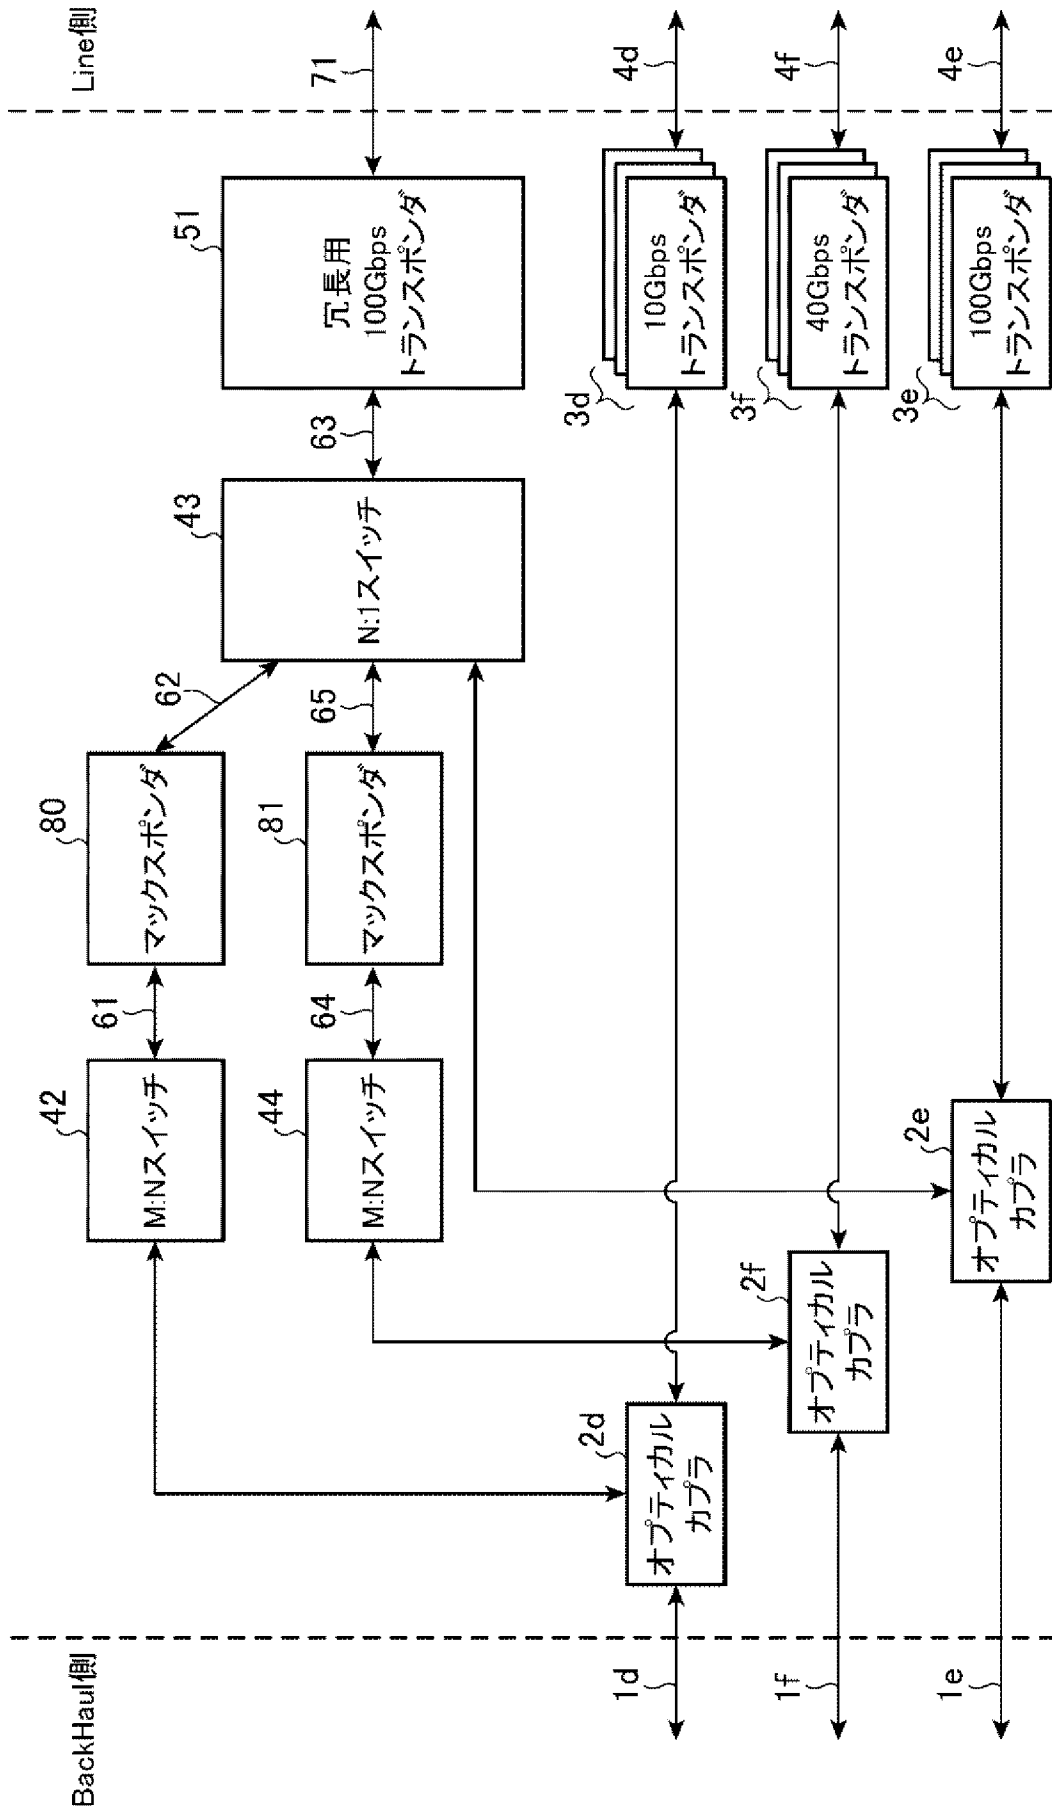 BackHaul側
Line側
42
M:Nスイッチ
61
80
マックスポンダ
62
44
M:Nスイッチ
64
81
マックスポンダ
65
43
N:1スイッチ
63
51
冗長用
100Gbps
トランスポンダ
71
1d
2d
オプティカル
カプラ
3d
10Gbps
トランスポンダ
4d
1f
2f
オプティカル
カプラ
3f
40Gbps
トランスポンダ
4f
1e
2e
オプティカル
カプラ
3e
100Gbps
トランスポンダ
4e